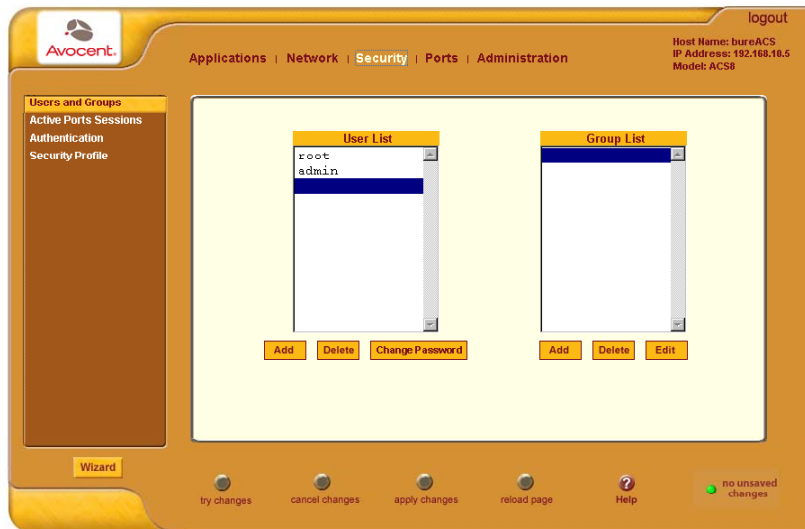 logout
Avocent.
Applications | Network | Security | Ports | Administration
Host Name: bureACS
IP Address: 192.168.10.5
Model: ACS8
Users and Groups
Active Ports Sessions
Authentication
Security Profile
User List
root
admin
Group List
Add Delete Change Password
Add Delete Edit
Wizard
try changes
cancel changes
apply changes
reload page
? Help
no unsaved
changes